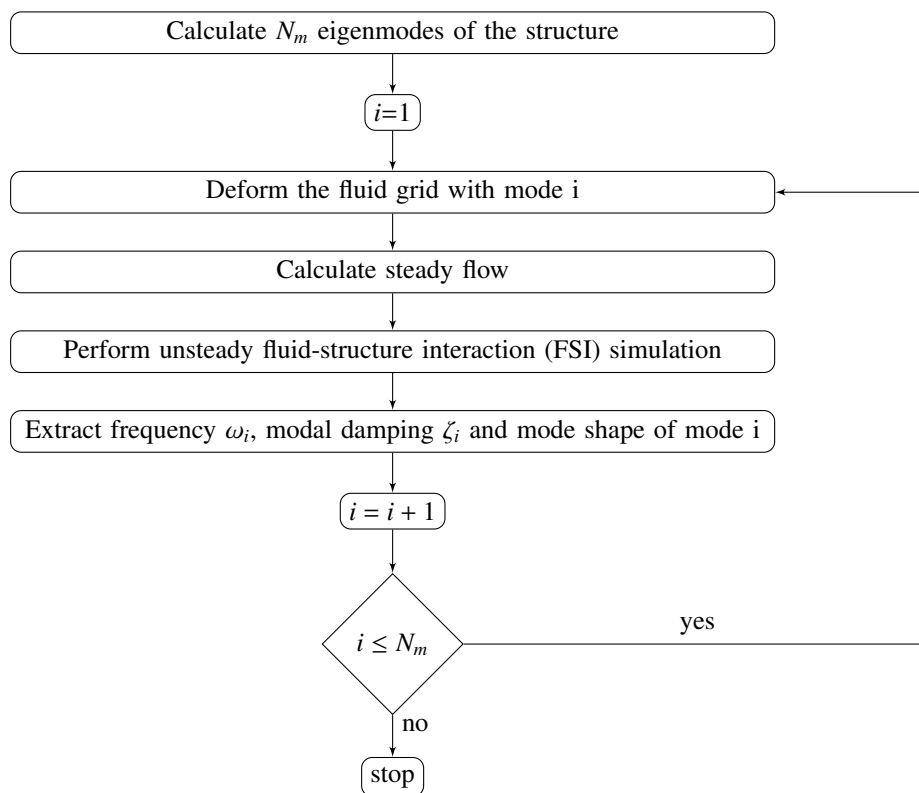 Calculate N_m eigenmodes of the structure
i=1
Deform the fluid grid with mode i
Calculate steady flow
Perform unsteady fluid-structure interaction (FSI) simulation
Extract frequency ω_i, modal damping ζ_i and mode shape of mode i
i = i + 1
i ≤ N_m
yes
no
stop